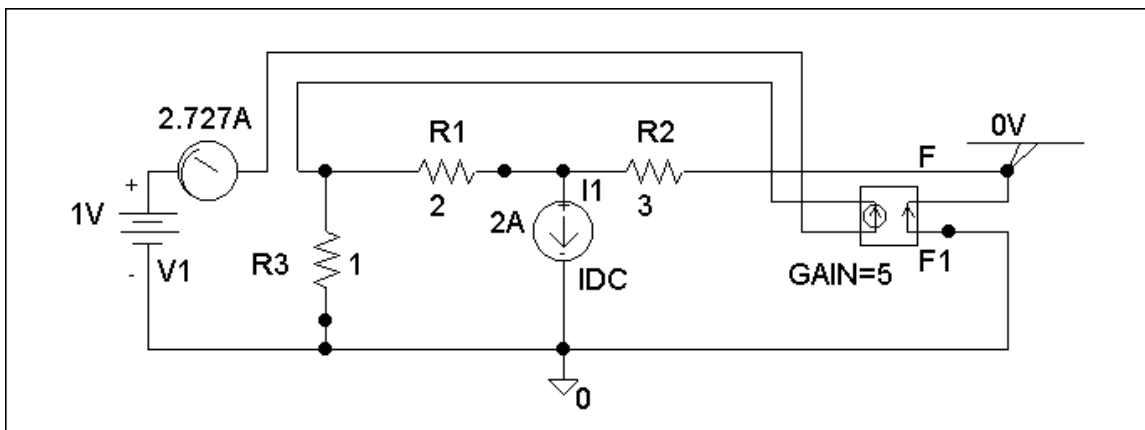 2.727A
R1
R2
0V
F
+
1V
-
V1
2
I1
3
+
2A
-
IDC
R3
1
F1
GAIN=5
0